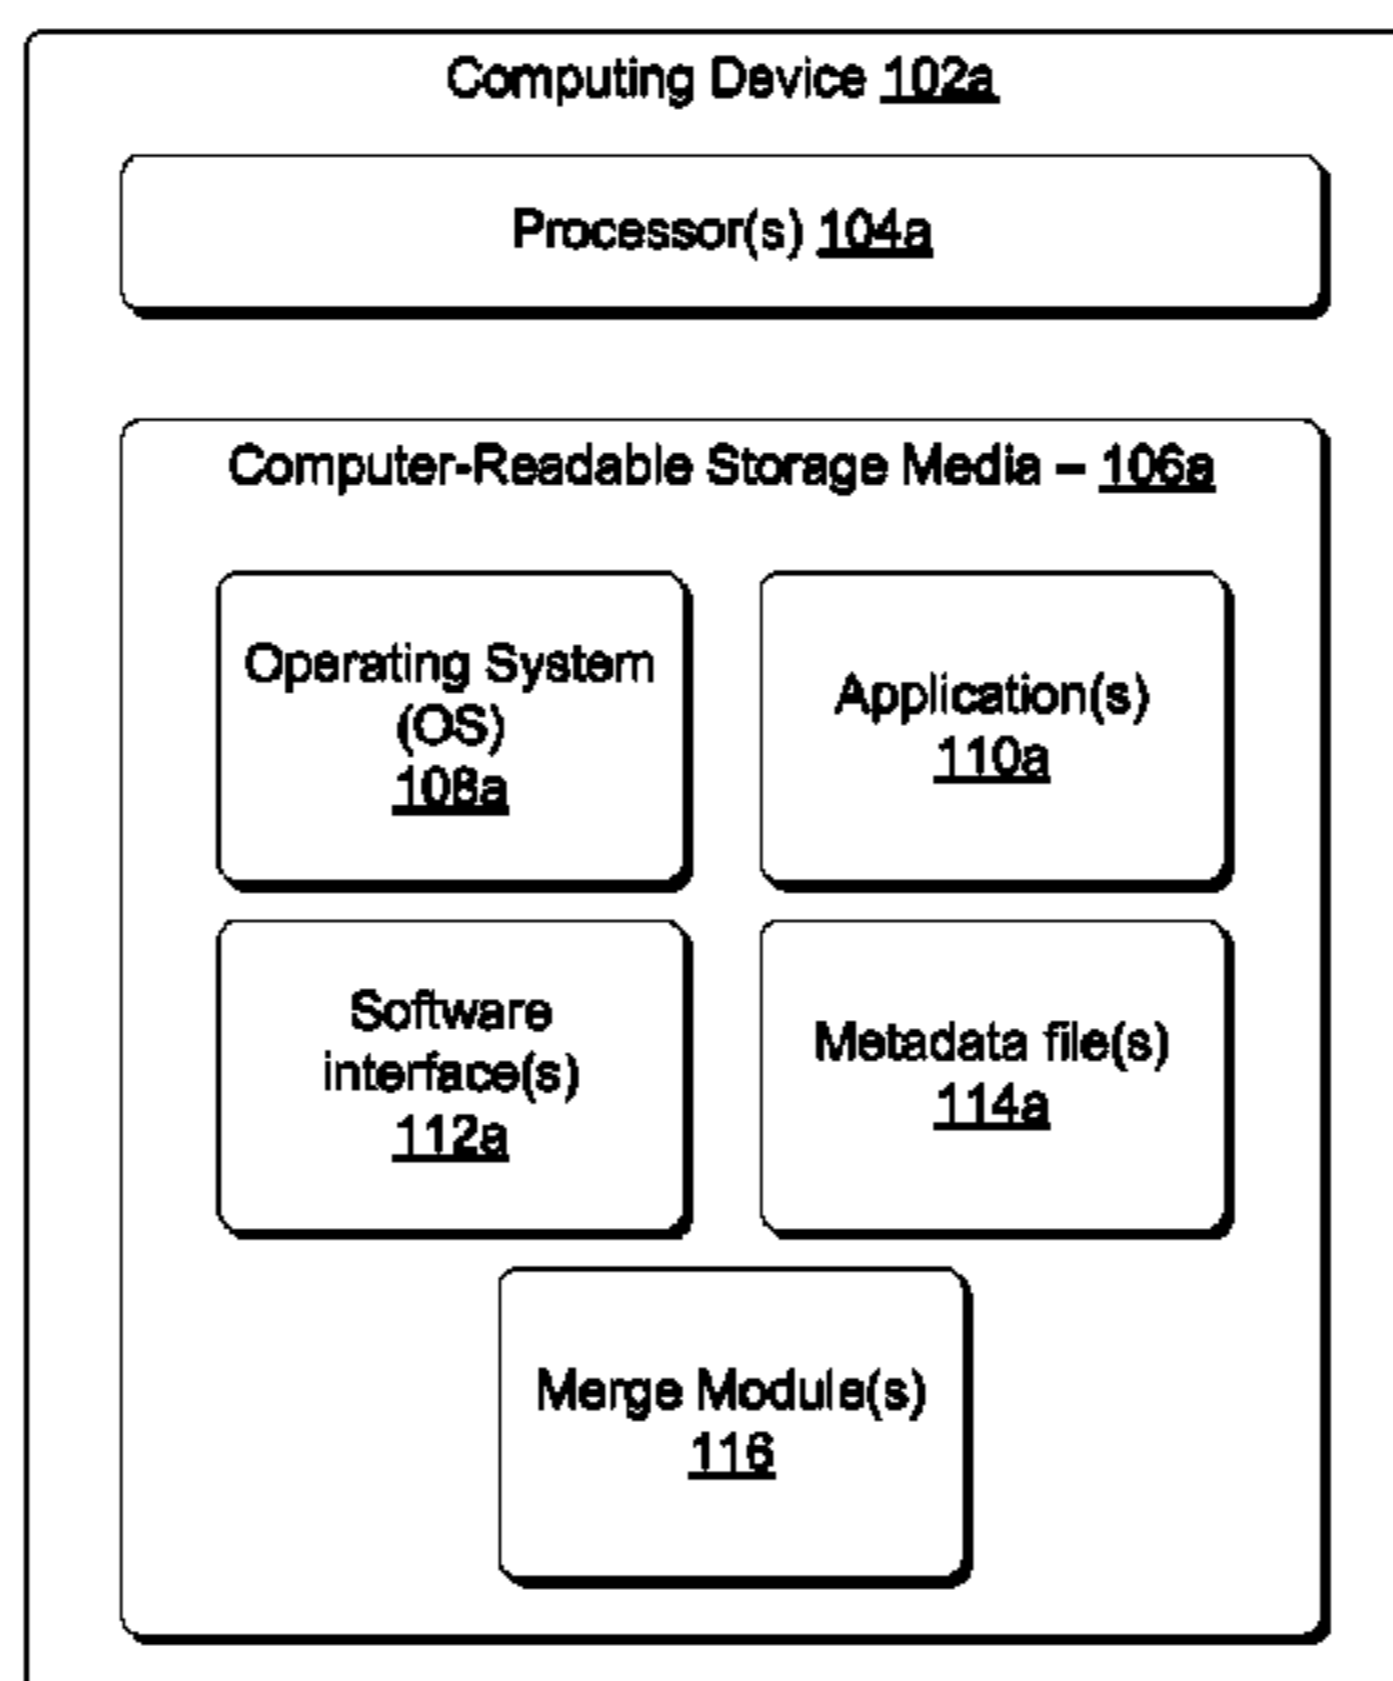 Computing Device 102a
Processor(s) 104a
Computer-Readable Storage Media – 106a
Operating System
(OS)
108a
Application(s)
110a
Software
interface(s)
112a
Metadata file(s)
114a
Merge Module(s)
116